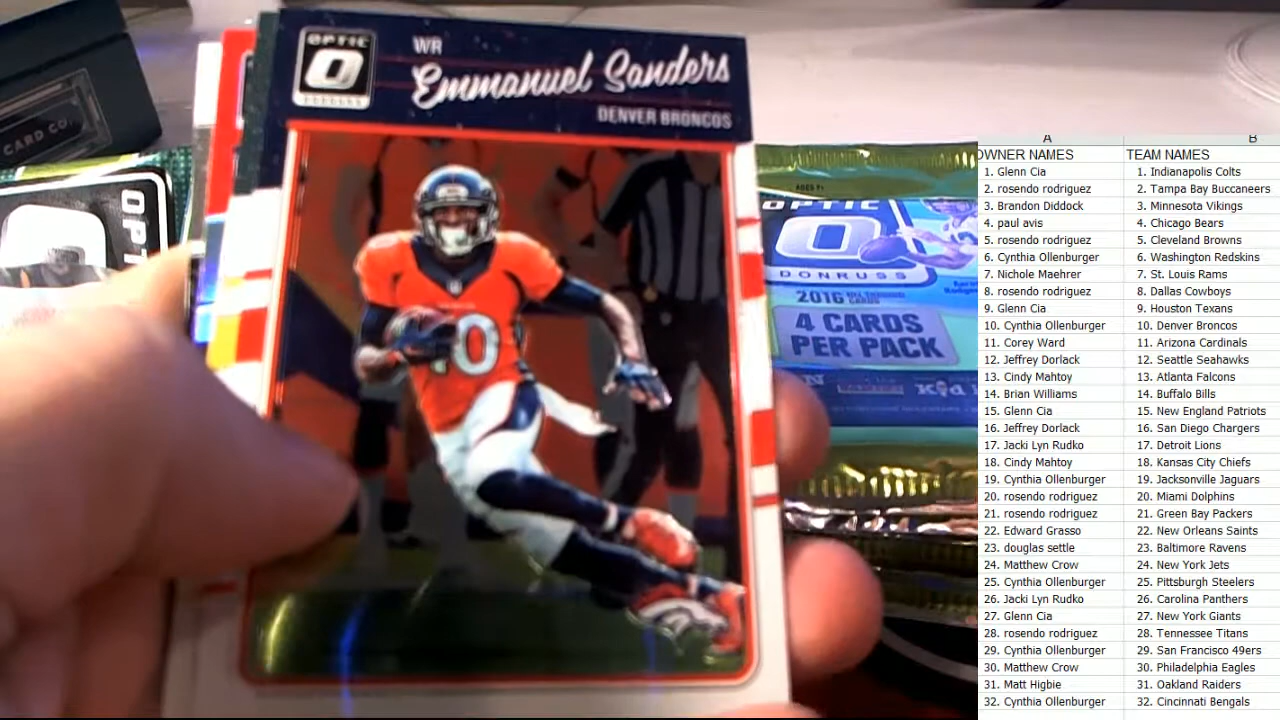 OPTIC
WR
Emmanuel Sanders
DENVER BRONCOS
10
CARD CO.
OPTI
AGES 9+
OPTIC
DONRUSS
2016 NFL TRADING CARDS
4 CARDS
PER PACK
A B
OWNER NAMES TEAM NAMES
1. Glenn Cia 1. Indianapolis Colts
2. rosendo rodriguez 2. Tampa Bay Buccaneers
3. Brandon Diddock 3. Minnesota Vikings
4. paul avis 4. Chicago Bears
5. rosendo rodriguez 5. Cleveland Browns
6. Cynthia Ollenburger 6. Washington Redskins
7. Nichole Maehrer 7. St. Louis Rams
8. rosendo rodriguez 8. Dallas Cowboys
9. Glenn Cia 9. Houston Texans
10. Cynthia Ollenburger 10. Denver Broncos
11. Corey Ward 11. Arizona Cardinals
12. Jeffrey Dorlack 12. Seattle Seahawks
13. Cindy Mahtoy 13. Atlanta Falcons
14. Brian Williams 14. Buffalo Bills
15. Glenn Cia 15. New England Patriots
16. Jeffrey Dorlack 16. San Diego Chargers
17. Jacki Lyn Rudko 17. Detroit Lions
18. Cindy Mahtoy 18. Kansas City Chiefs
19. Cynthia Ollenburger 19. Jacksonville Jaguars
20. rosendo rodriguez 20. Miami Dolphins
21. rosendo rodriguez 21. Green Bay Packers
22. Edward Grasso 22. New Orleans Saints
23. douglas settle 23. Baltimore Ravens
24. Matthew Crow 24. New York Jets
25. Cynthia Ollenburger 25. Pittsburgh Steelers
26. Jacki Lyn Rudko 26. Carolina Panthers
27. Glenn Cia 27. New York Giants
28. rosendo rodriguez 28. Tennessee Titans
29. Cynthia Ollenburger 29. San Francisco 49ers
30. Matthew Crow 30. Philadelphia Eagles
31. Matt Higbie 31. Oakland Raiders
32. Cynthia Ollenburger 32. Cincinnati Bengals